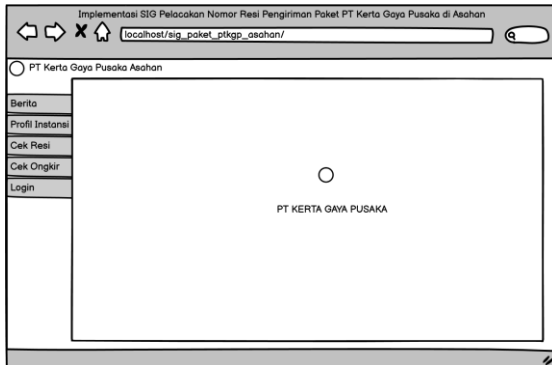 Implementasi SIG Pelacakan Nomor Resi Pengiriman Paket PT Kerta Gaya Pusaka di Asahan
localhost/sig_paket_ptkgp_asahan/
PT Kerta Gaya Pusaka Asahan
Berita
Profil Instansi
Cek Resi
Cek Ongkir
Login
PT KERTA GAYA PUSAKA